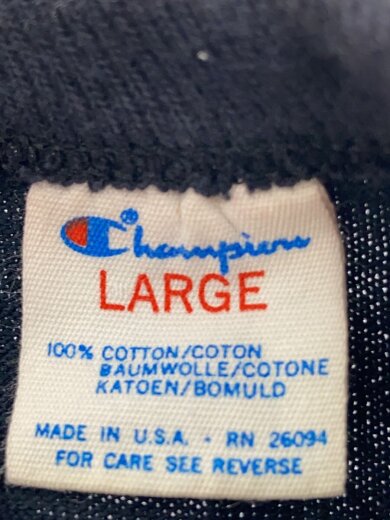 Champion®
LARGE
100% COTTON/COTON
BAUMWOLLE/COTONE
KATOEN/BOMULD
MADE IN U.S.A. · RN 26094
FOR CARE SEE REVERSE